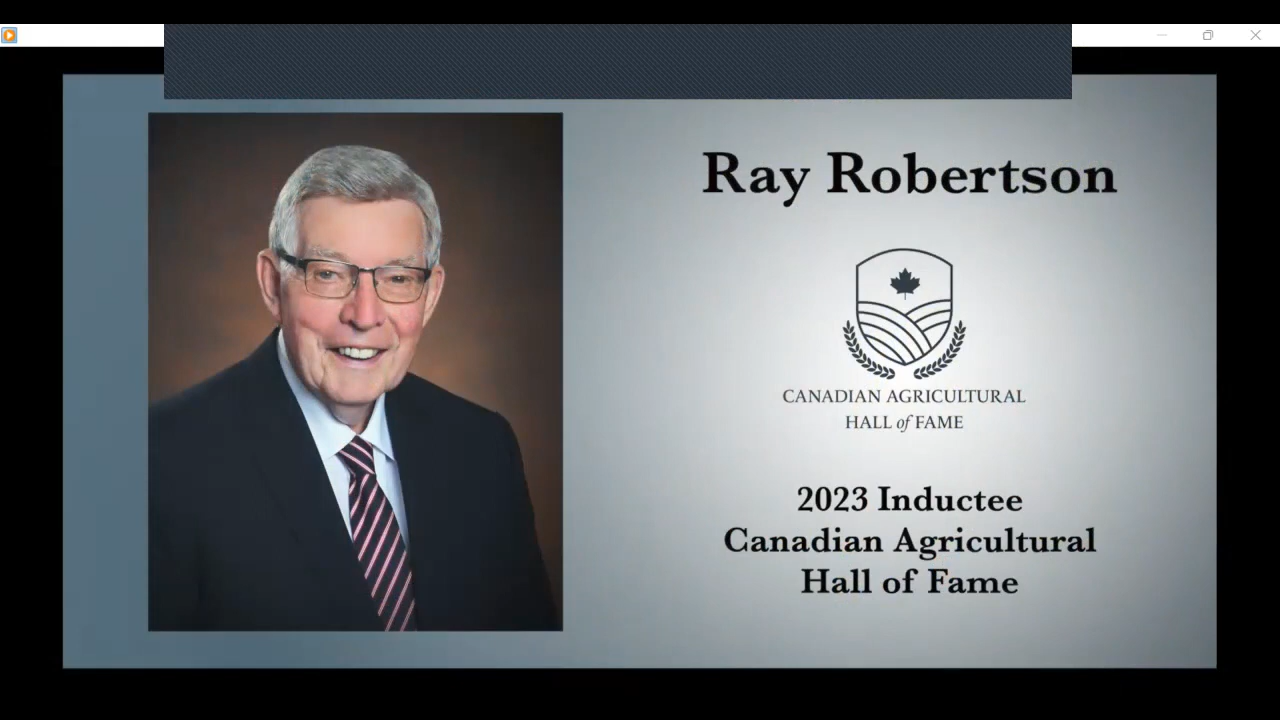 Ray Robertson
CANADIAN AGRICULTURAL
HALL of FAME
2023 Inductee
Canadian Agricultural
Hall of Fame